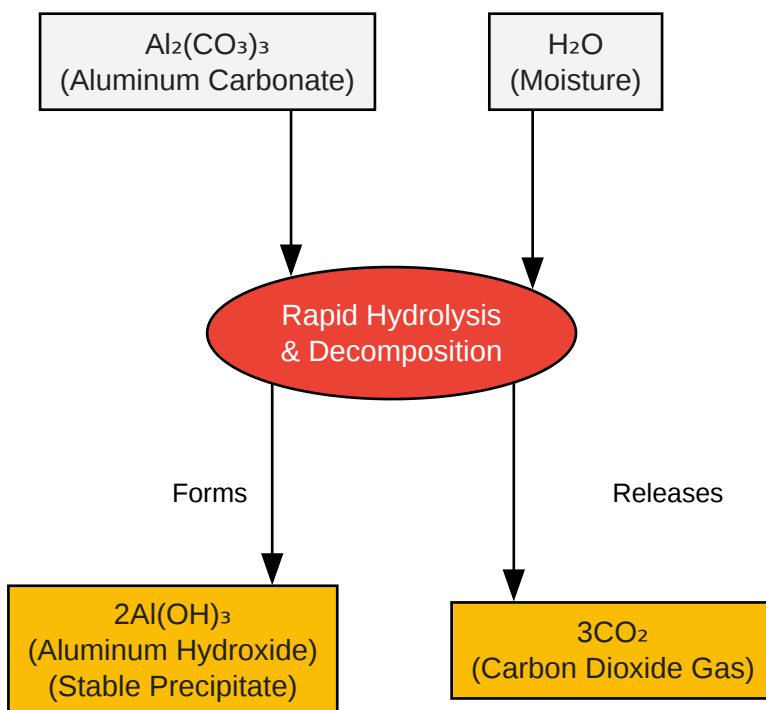 Al₂(CO₃)₃
(Aluminum Carbonate)
H₂O
(Moisture)
Rapid Hydrolysis
& Decomposition
Forms
Releases
2Al(OH)₃
(Aluminum Hydroxide)
(Stable Precipitate)
3CO₂
(Carbon Dioxide Gas)